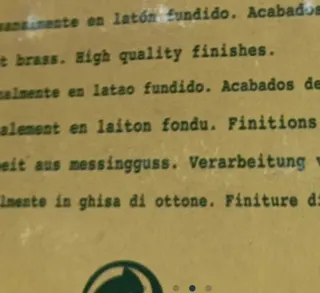 en latón fundido. Acabados
brass. High quality finishes.
en latao fundido. Acabados de
en laiton fondu. Finitions
aus messingguss. Verarbeitung
in ghisa di ottone. Finiture